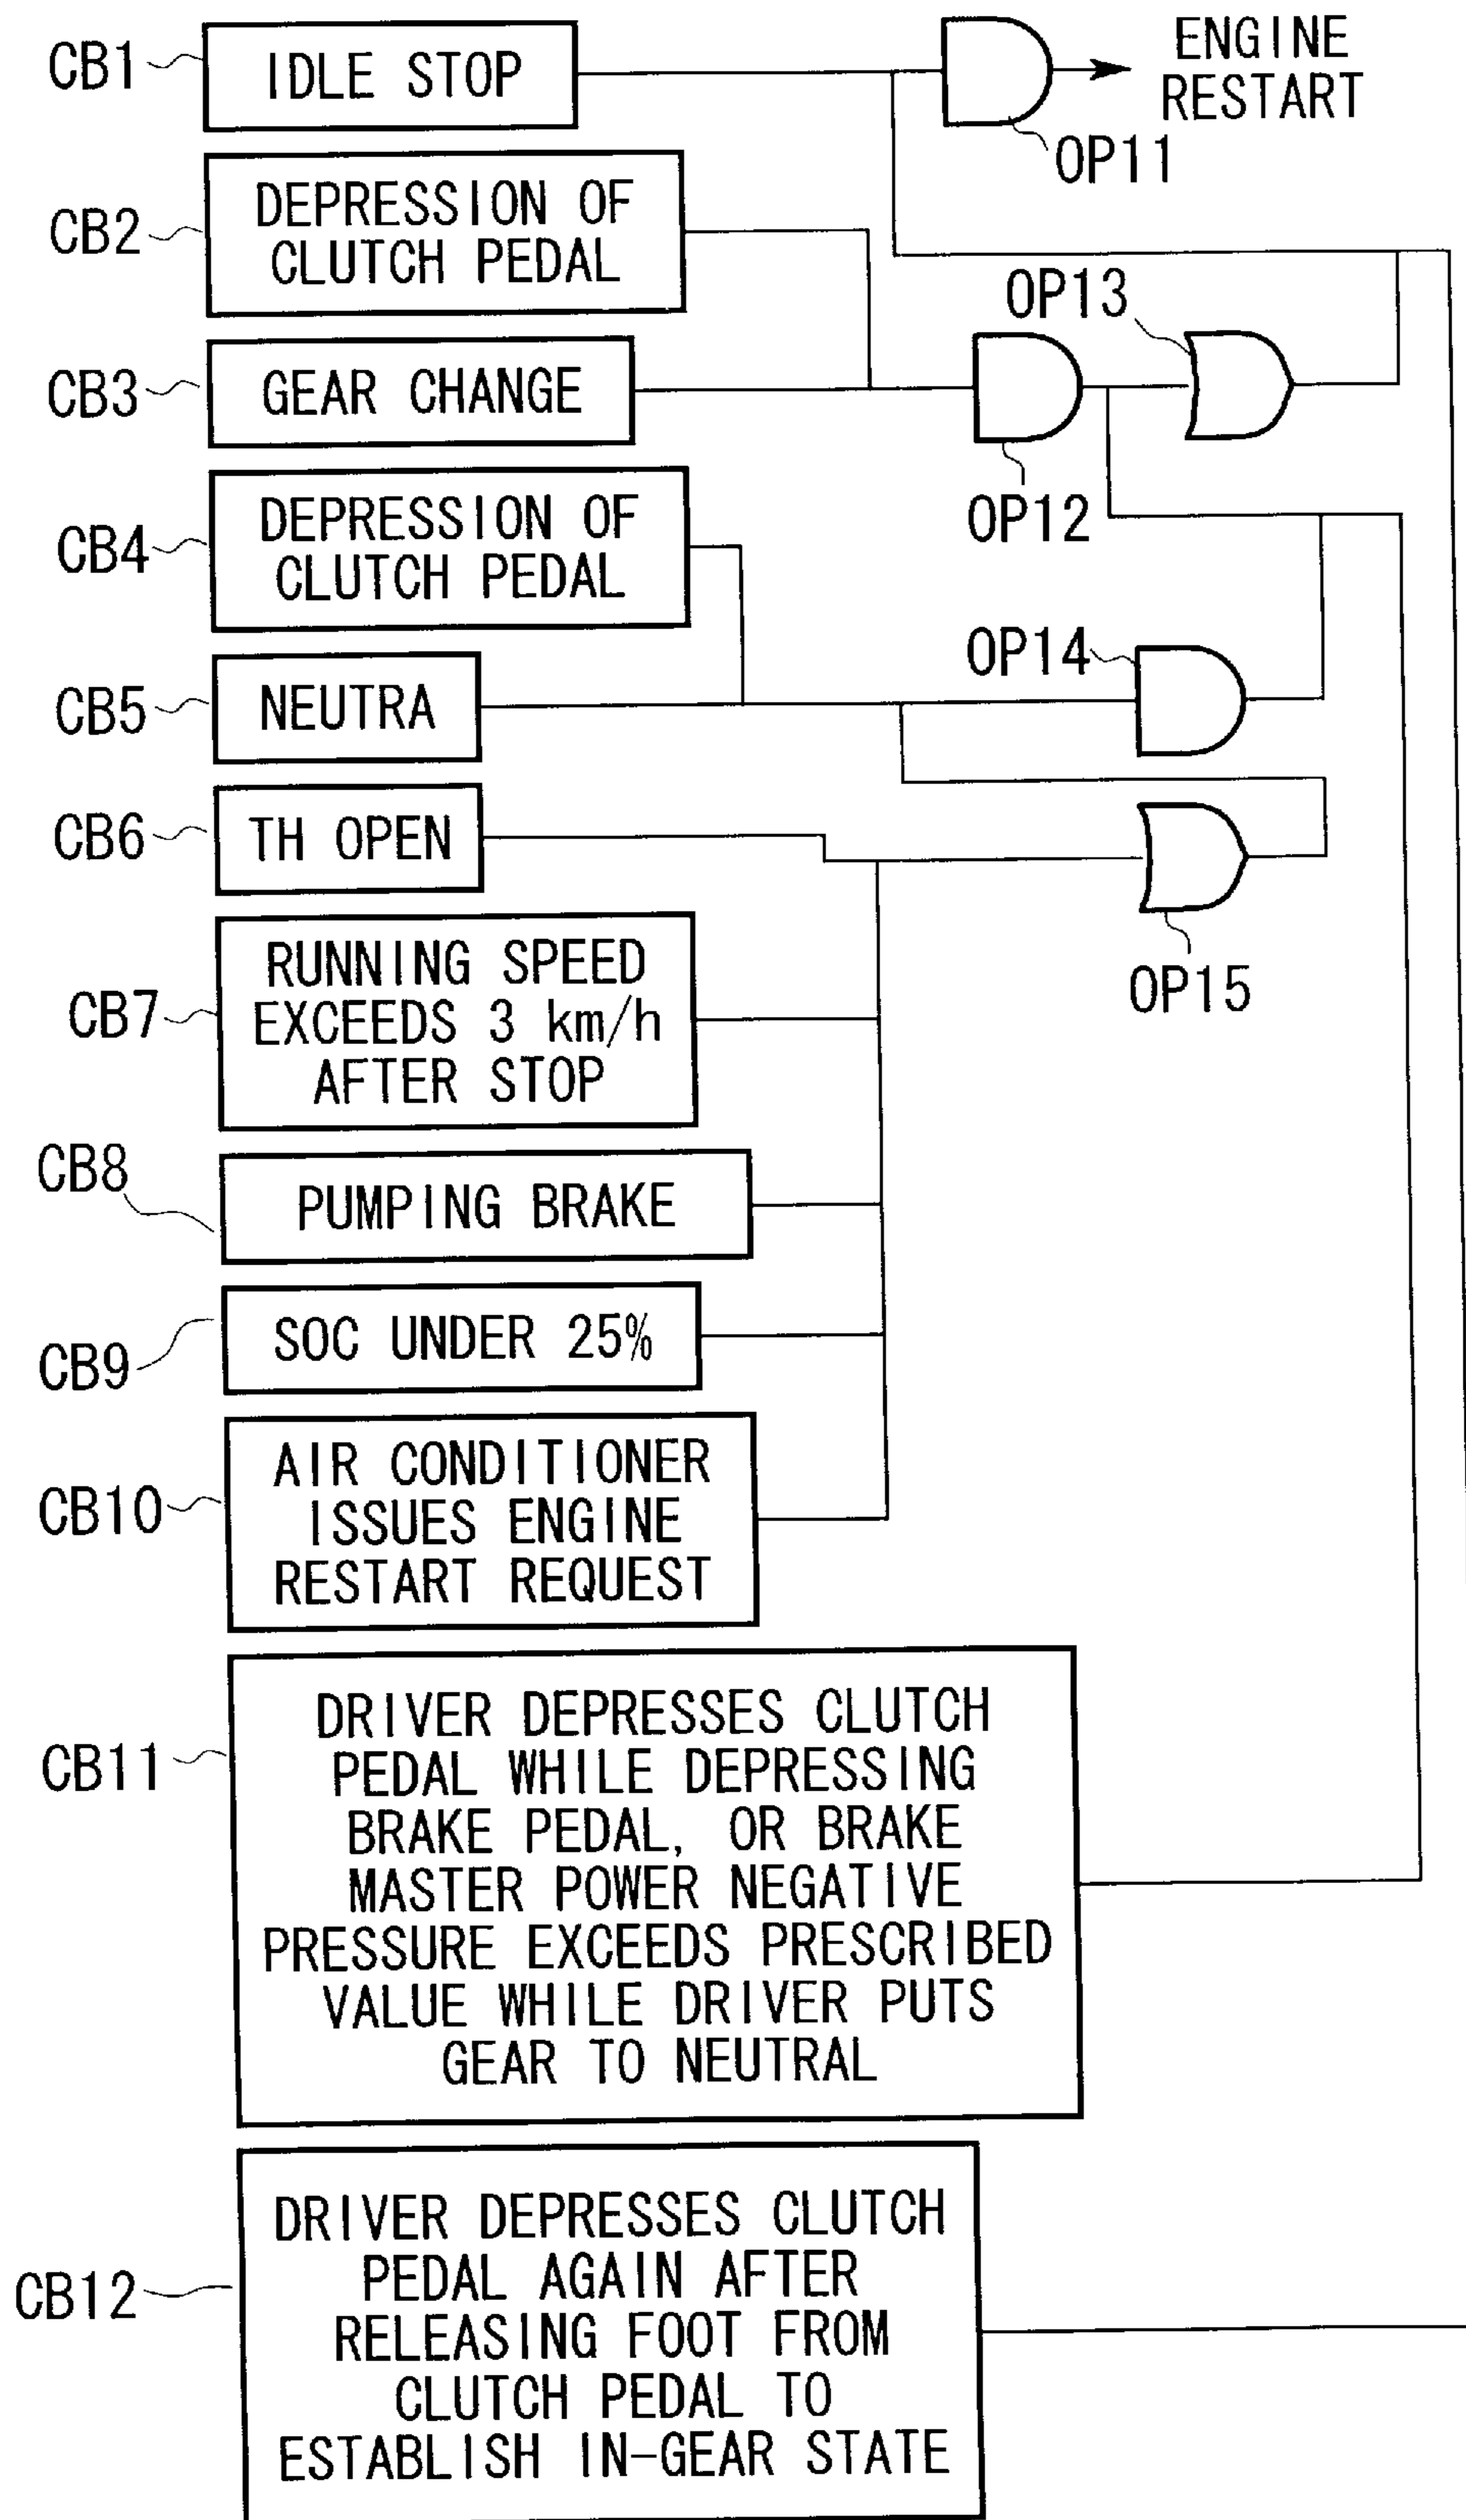 CB1
IDLE STOP
ENGINE
RESTART
OP11
CB2
DEPRESSION OF
CLUTCH PEDAL
OP13
CB3
GEAR CHANGE
OP12
CB4
DEPRESSION OF
CLUTCH PEDAL
OP14
CB5
NEUTRA
CB6
TH OPEN
OP15
CB7
RUNNING SPEED
EXCEEDS 3 km/h
AFTER STOP
CB8
PUMPING BRAKE
CB9
SOC UNDER 25%
CB10
AIR CONDITIONER
ISSUES ENGINE
RESTART REQUEST
CB11
DRIVER DEPRESSES CLUTCH
PEDAL WHILE DEPRESSING
BRAKE PEDAL, OR BRAKE
MASTER POWER NEGATIVE
PRESSURE EXCEEDS PRESCRIBED
VALUE WHILE DRIVER PUTS
GEAR TO NEUTRAL
CB12
DRIVER DEPRESSES CLUTCH
PEDAL AGAIN AFTER
RELEASING FOOT FROM
CLUTCH PEDAL TO
ESTABLISH IN-GEAR STATE